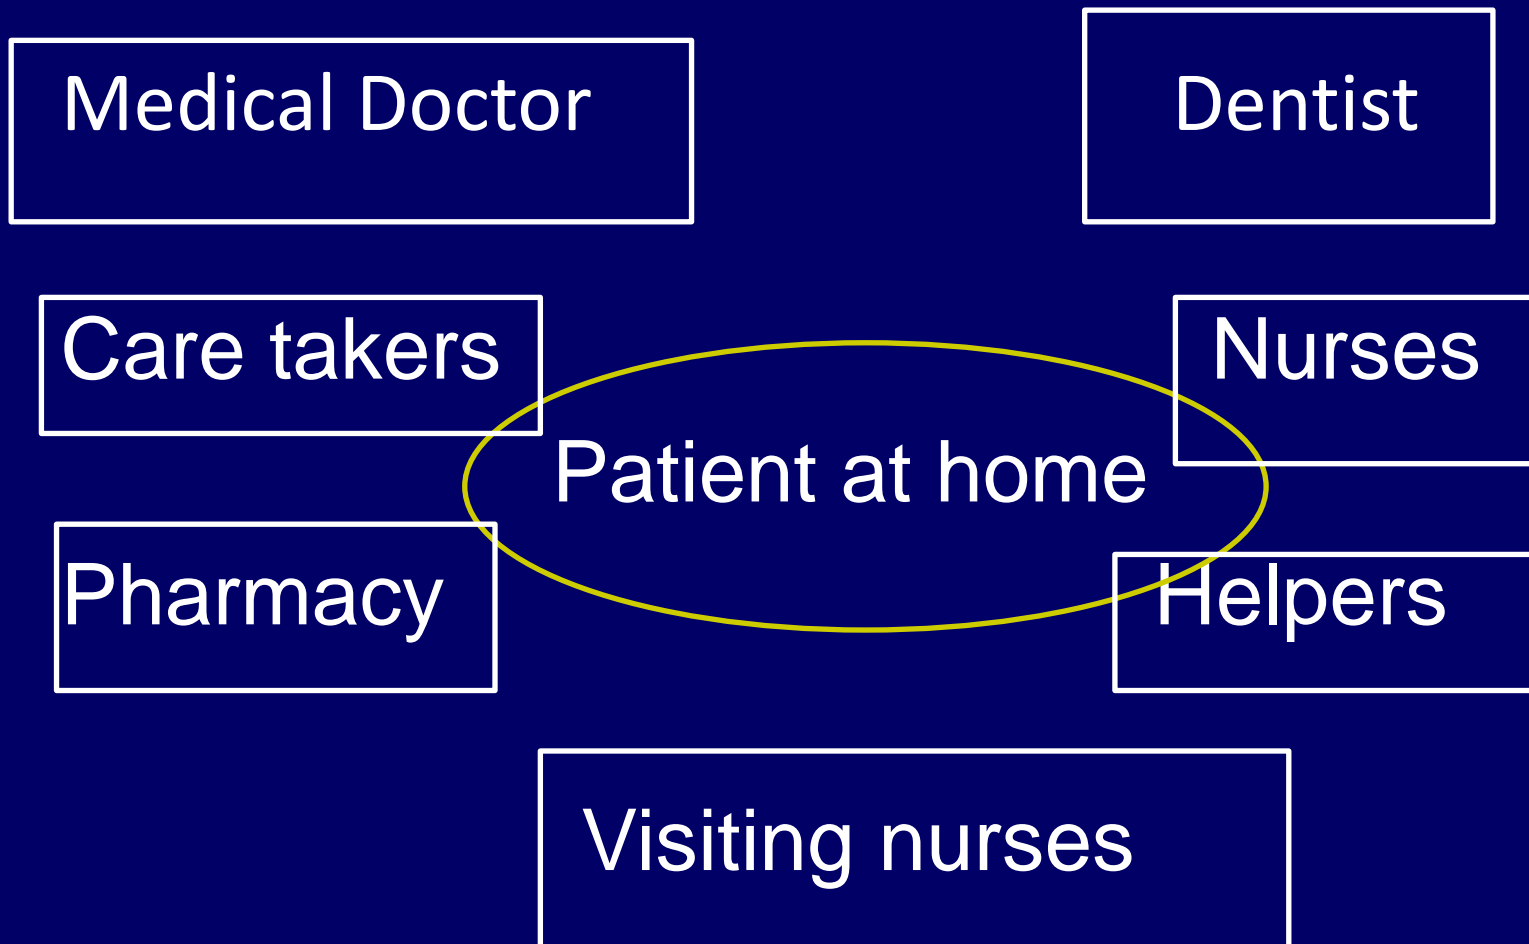 Medical Doctor
Dentist
Care takers
Nurses
Patient at home
Pharmacy
Helpers
Visiting nurses